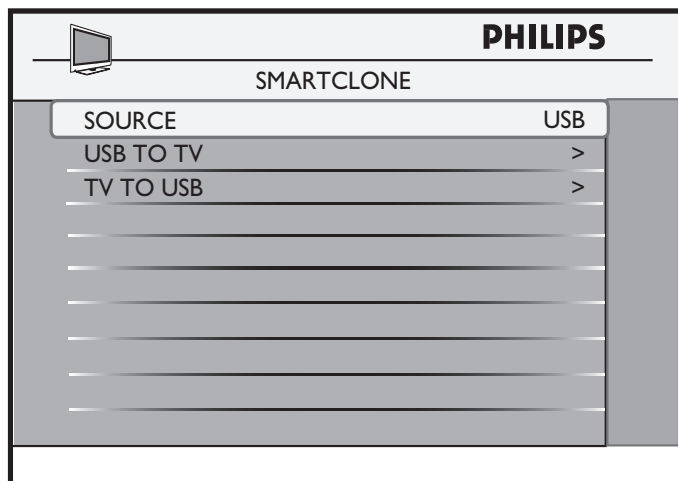 PHILIPS
SMARTCLONE
SOURCE USB
USB TO TV >
TV TO USB >